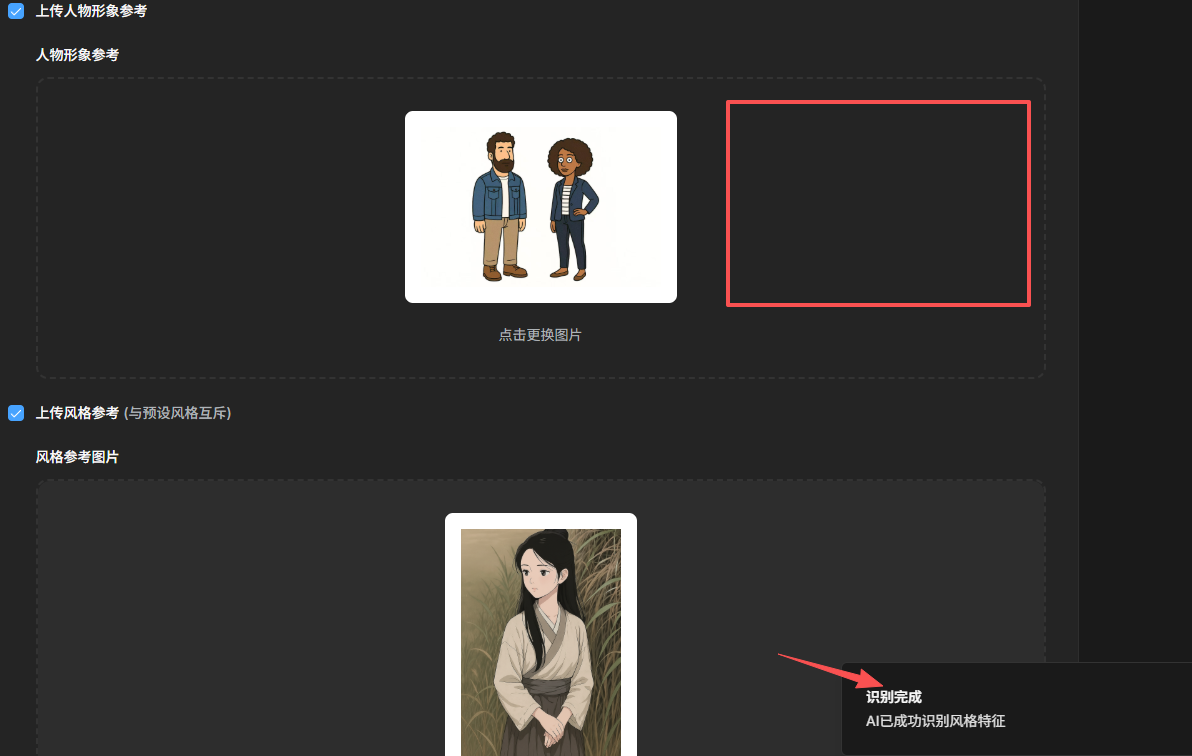 上传人物形象参考
人物形象参考
点击更换图片
上传风格参考 (与预设风格互斥)
风格参考图片
识别完成
AI已成功识别风格特征